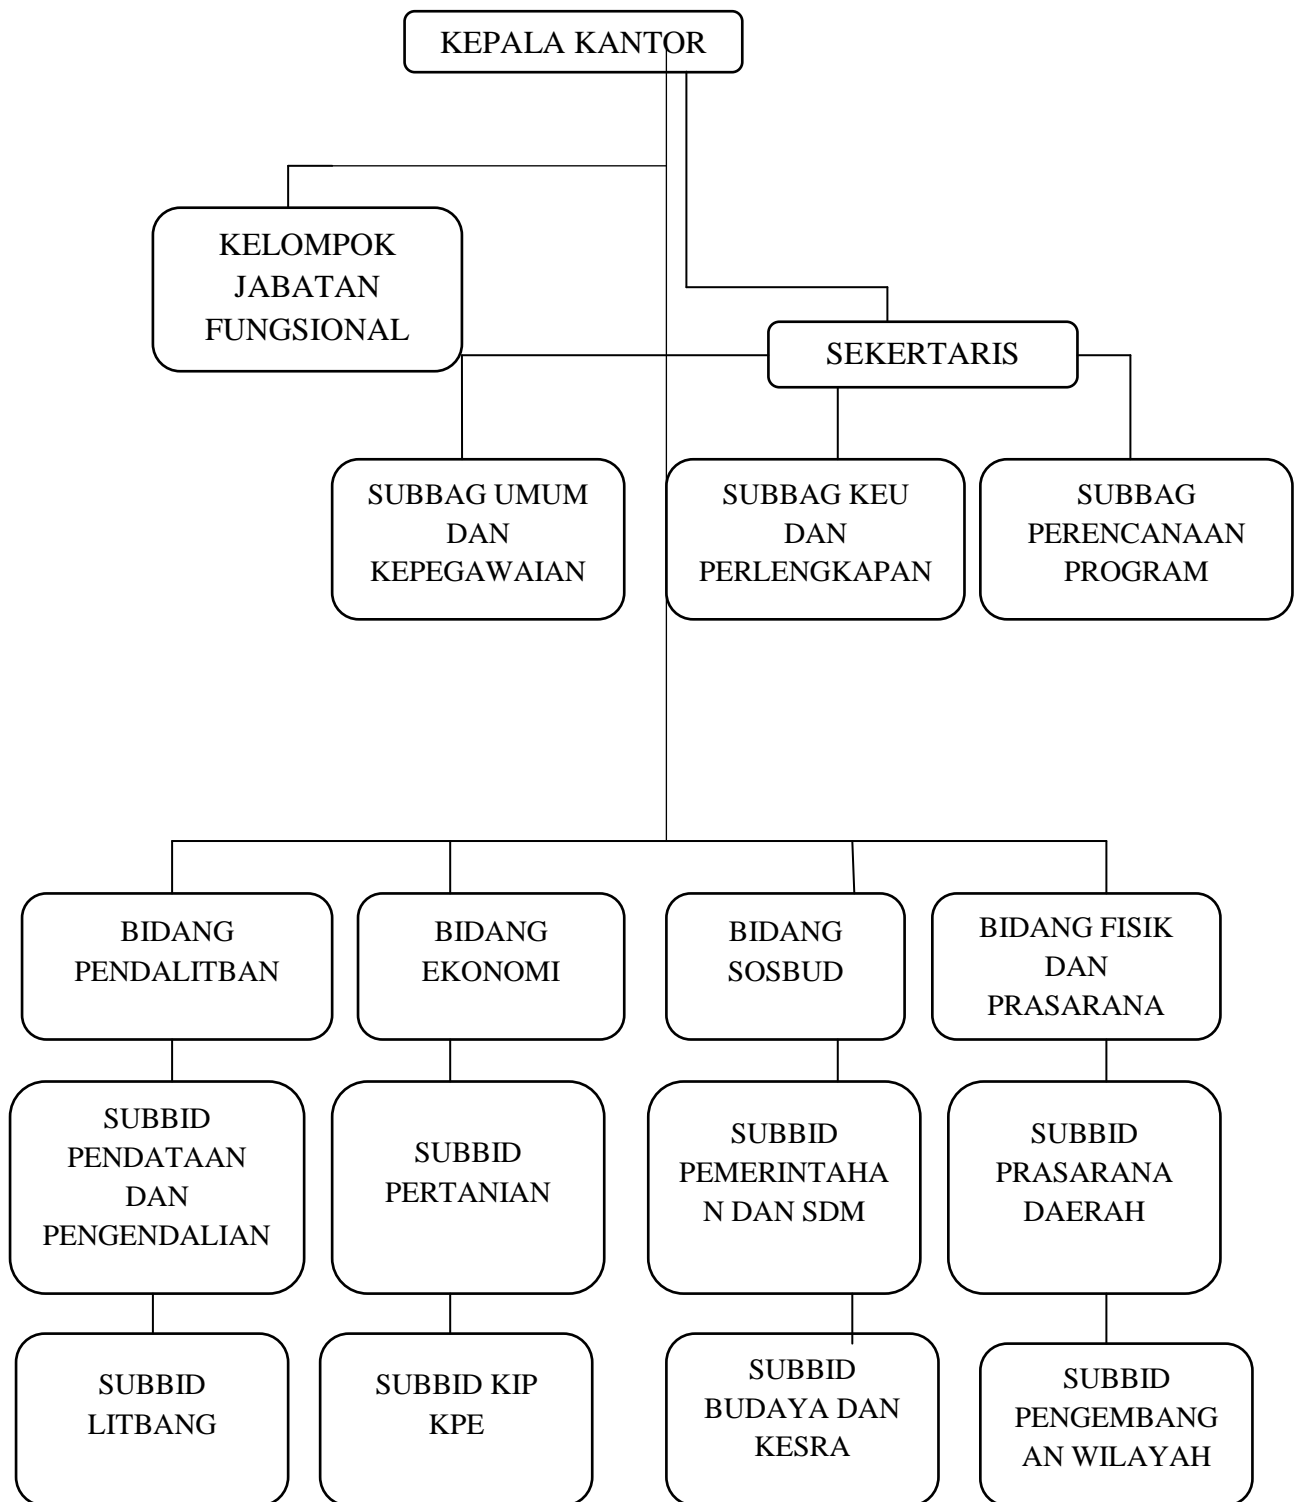 KEPALA KANTOR
KELOMPOK
JABATAN
FUNGSIONAL
SEKERTARIS
SUBBAG UMUM
DAN
KEPEGAWAIAN
SUBBAG KEU
DAN
PERLENGKAPAN
SUBBAG
PERENCANAAN
PROGRAM
BIDANG
PENDALITBAN
BIDANG
EKONOMI
BIDANG
SOSBUD
BIDANG FISIK
DAN
PRASARANA
SUBBID
PENDATAAN
DAN
PENGENDALIAN
SUBBID
PERTANIAN
SUBBID
PEMERINTAHA
N DAN SDM
SUBBID
PRASARANA
DAERAH
SUBBID
LITBANG
SUBBID KIP
KPE
SUBBID
BUDAYA DAN
KESRA
SUBBID
PENGEMBANG
AN WILAYAH